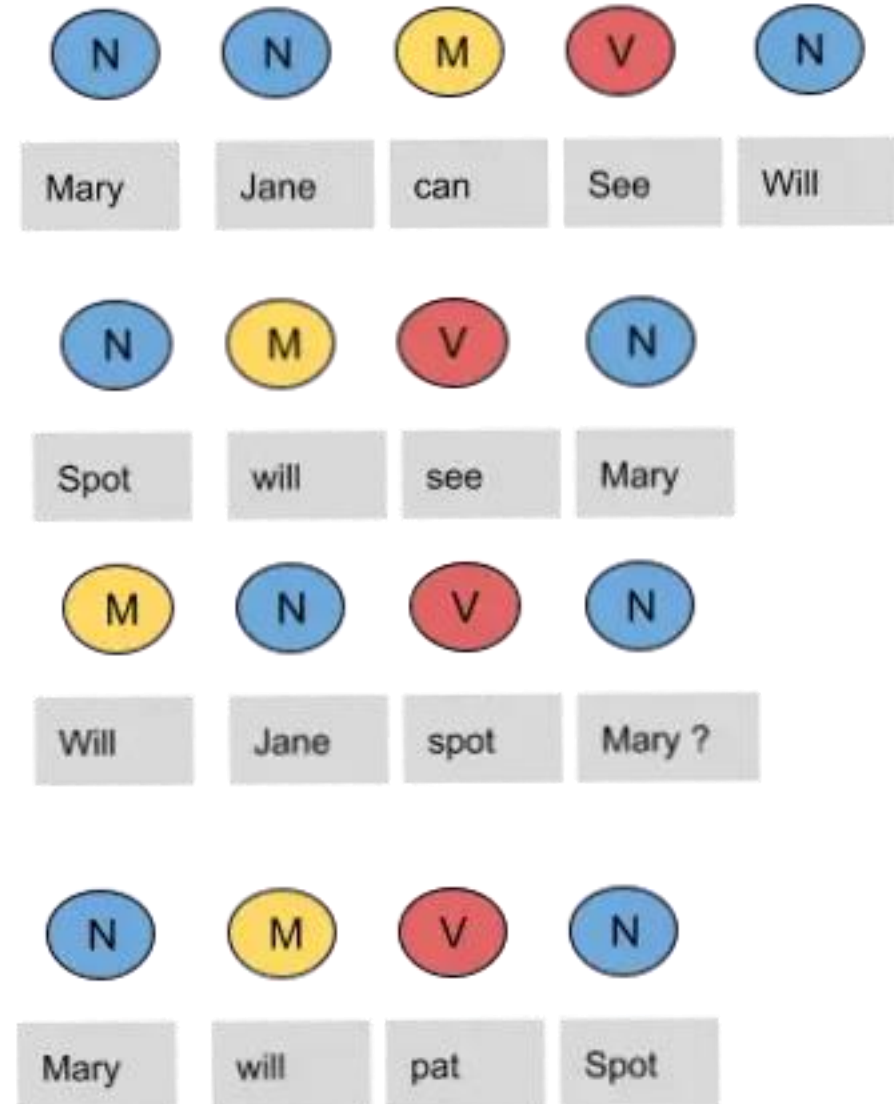 N N M V N
Mary Jane can See Will
N M V N
Spot will see Mary
M N V N
Will Jane spot Mary ?
N M V N
Mary will pat Spot